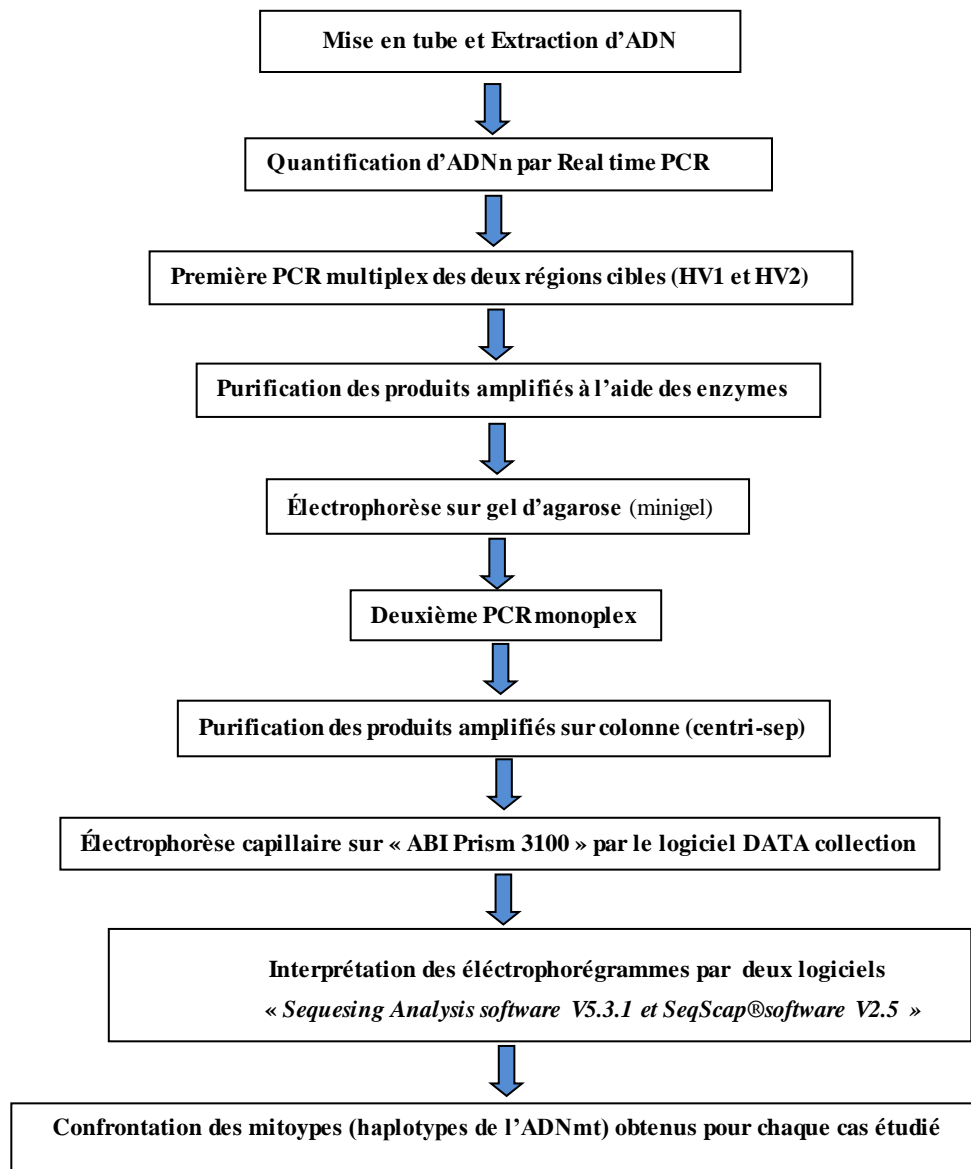 Mise en tube et Extraction d’ADN
Quantification d’ADNn par Real time PCR
Première PCR multiplex des deux régions cibles (HV1 et HV2)
Purification des produits amplifiés à l’aide des enzymes
Électrophorèse sur gel d’agarose (minigel)
Deuxième PCR monoplex
Purification des produits amplifiés sur colonne (centri-sep)
Électrophorèse capillaire sur « ABI Prism 3100 » par le logiciel DATA collection
Interprétation des éléctrophorégrammes par deux logiciels
« Sequesing Analysis software V5.3.1 et SeqScap®software V2.5 »
Confrontation des mitoypes (haplotypes de l’ADNmt) obtenus pour chaque cas étudié